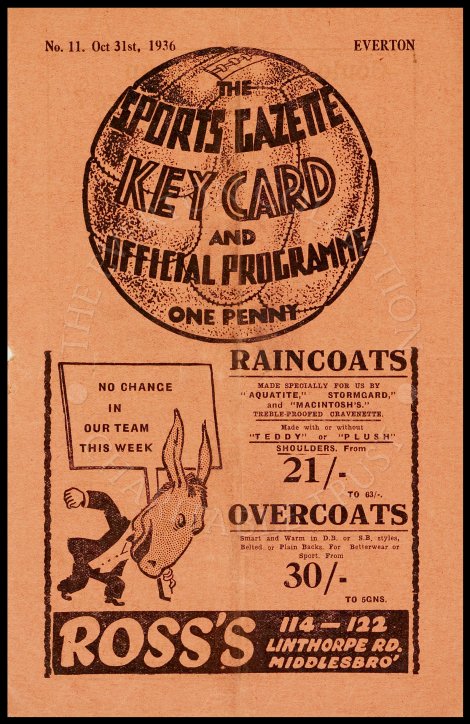 No. 11. Oct 31st, 1936 EVERTON
THE
SPORTS GAZETTE
KEY CARD
AND
OFFICIAL PROGRAMME
ONE PENNY
NO CHANGE
IN
OUR TEAM
THIS WEEK
RAINCOATS
MADE SPECIALLY FOR US BY
"AQUATITE," STORMGARD,"
and "MACINTOSH'S."
TREBLE-PROOFED CRAVENETTE.
Made with or without
"TEDDY" or "PLUSH"
SHOULDERS. From
21/-
TO 63/-.
OVERCOATS
Smart and Warm in D.B. or S.B. styles,
Belted or Plain Backs. For Betterwear or
Sport. From
30/-
TO 5GNS.
ROSS'S
114 — 122
LINTHORPE RD.
MIDDLESBRO'